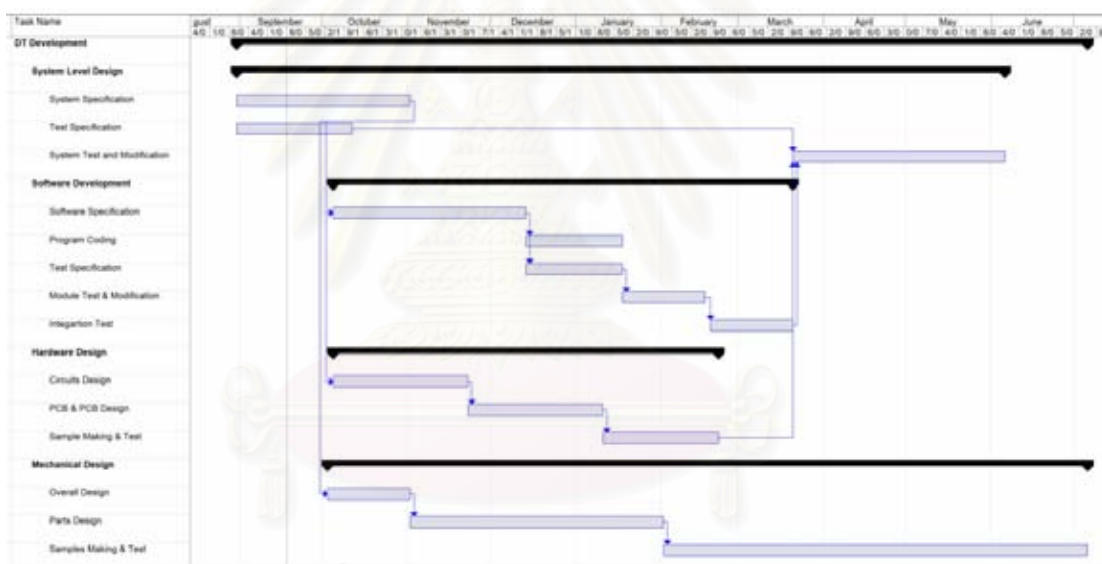 Task Name
gust September October November December January February March April May June
DT Development
System Level Design
System Specification
Test Specification
System Test and Modification
Software Development
Software Specification
Program Coding
Test Specification
Module Test & Modification
Integartion Test
Hardware Design
Circuits Design
PCB & PCB Design
Sample Making & Test
Mechanical Design
Overall Design
Parts Design
Samples Making & Test